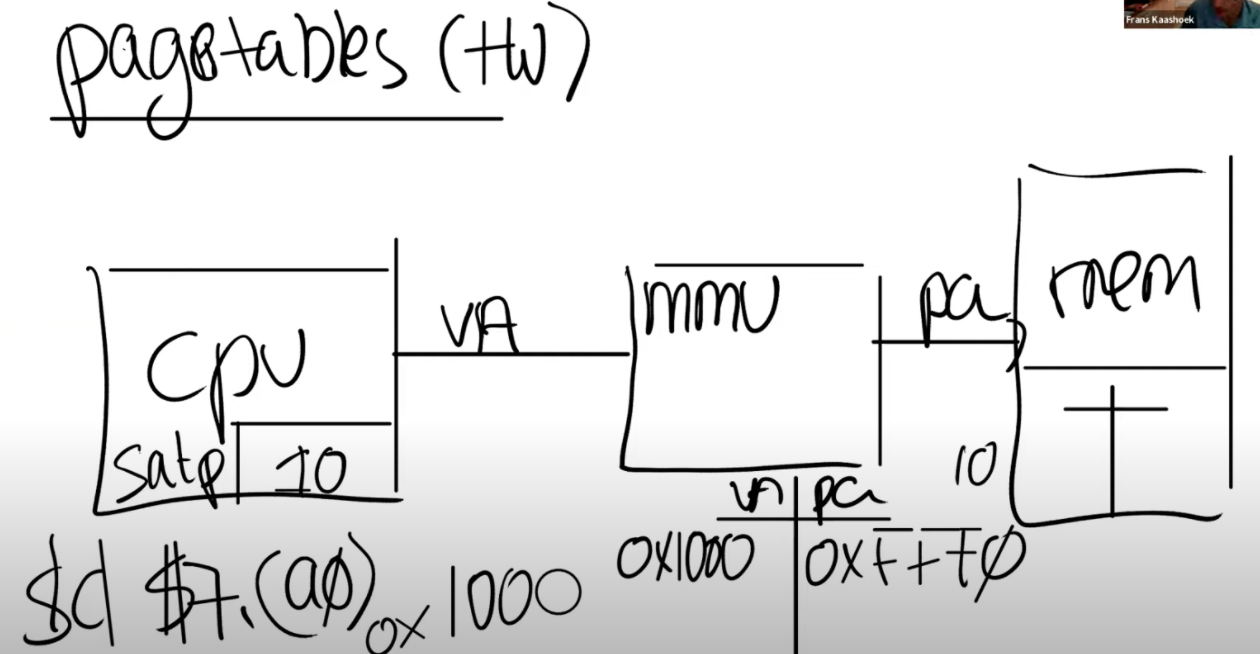 Frans Kaashoek
pagetables (HW)
CPU
VA
MMU
pa
mem
satp 10
10
VA pa
0x1000 0xFFF0
sd $7, (a0) 0x1000